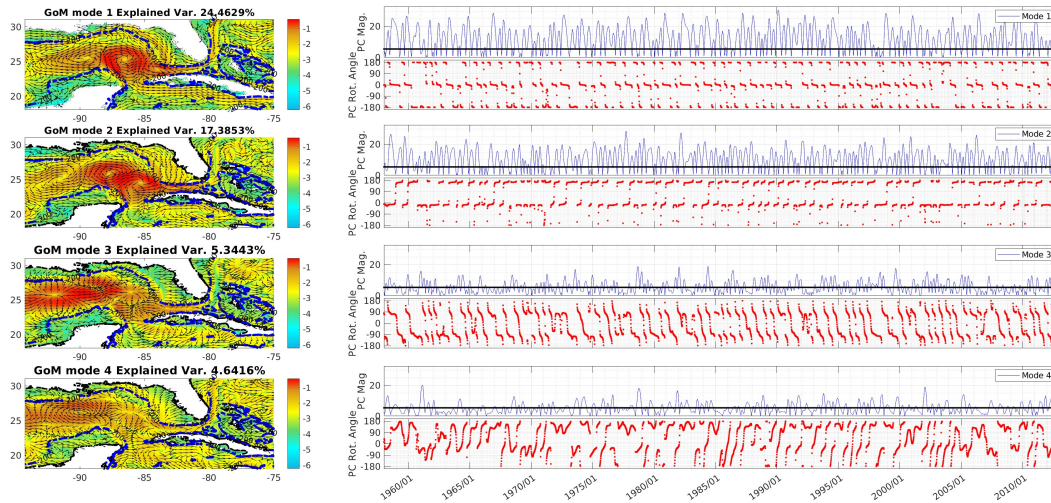 GoM mode 1 Explained Var. 24.4629%
30
25
20
-90 -85 -80 -75
-1
-2
-3
-4
-5
-6
PC Mag.
20
Mode 1
PC Rot. Angle
180
90
0
-90
-180
GoM mode 2 Explained Var. 17.3853%
30
25
20
-90 -85 -80 -75
-1
-2
-3
-4
-5
-6
PC Mag.
20
Mode 2
PC Rot. Angle
180
90
0
-90
-180
GoM mode 3 Explained Var. 5.3443%
30
25
20
-90 -85 -80 -75
-1
-2
-3
-4
-5
-6
PC Mag.
20
Mode 3
PC Rot. Angle
180
90
0
-90
-180
GoM mode 4 Explained Var. 4.6416%
30
25
20
-90 -85 -80 -75
-1
-2
-3
-4
-5
-6
PC Mag.
20
0
Mode 4
PC Rot. Angle
180
90
0
-90
-180
1960/01 1965/01 1970/01 1975/01 1980/01 1985/01 1990/01 1995/01 2000/01 2005/01 2010/01